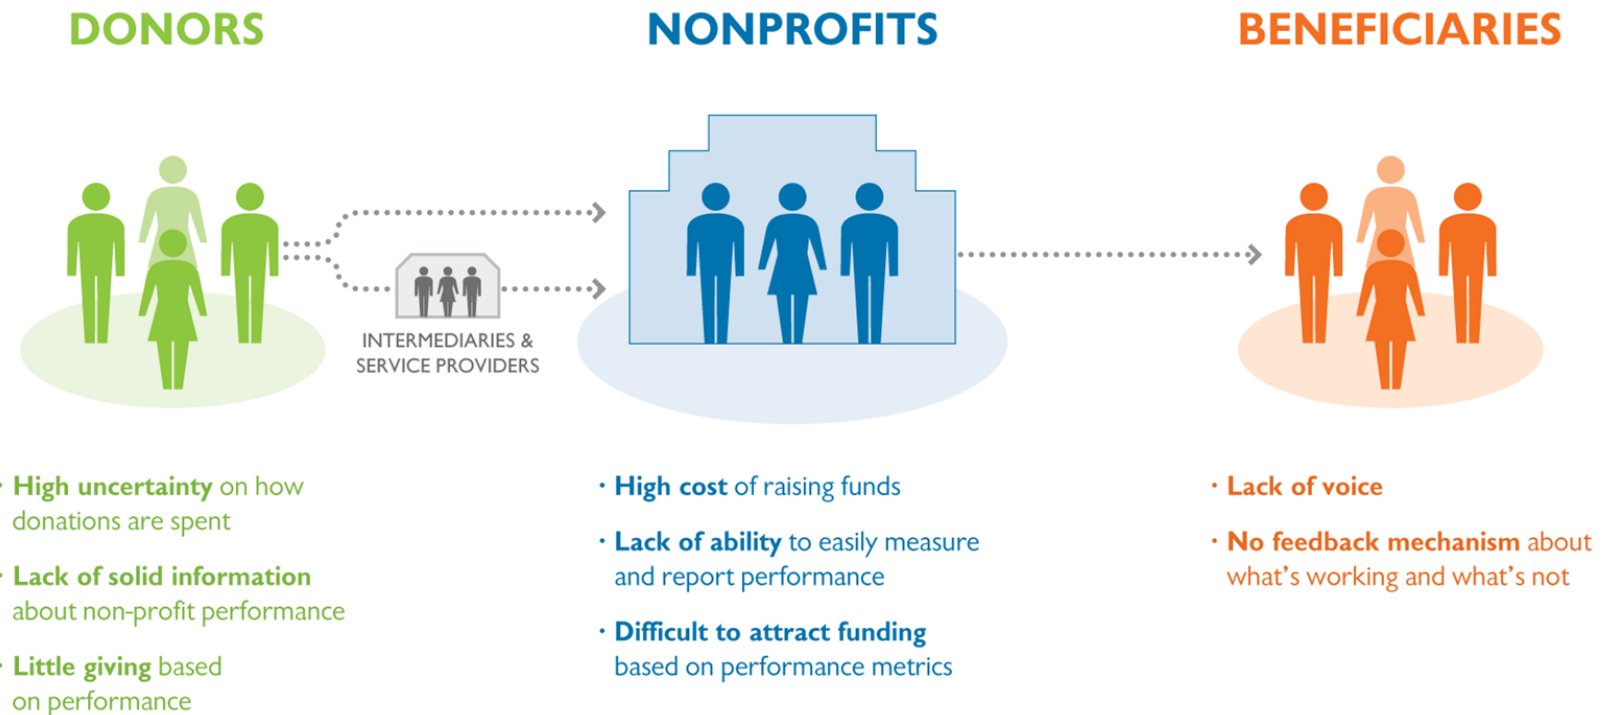 DONORS
NONPROFITS
BENEFICIARIES
INTERMEDIARIES &
SERVICE PROVIDERS
· High uncertainty on how
donations are spent
· Lack of solid information
about non-profit performance
· Little giving based
on performance
· High cost of raising funds
· Lack of ability to easily measure
and report performance
· Difficult to attract funding
based on performance metrics
· Lack of voice
· No feedback mechanism about
what's working and what's not